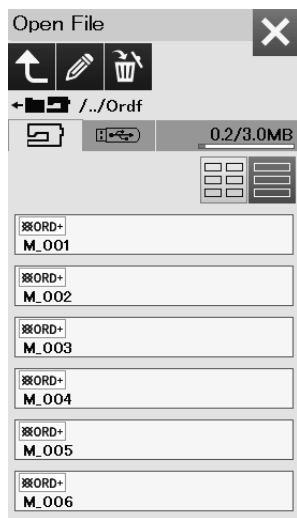 Open File
/../Ordf
0.2/3.0MB
ORD+
M_001
ORD+
M_002
ORD+
M_003
ORD+
M_004
ORD+
M_005
ORD+
M_006